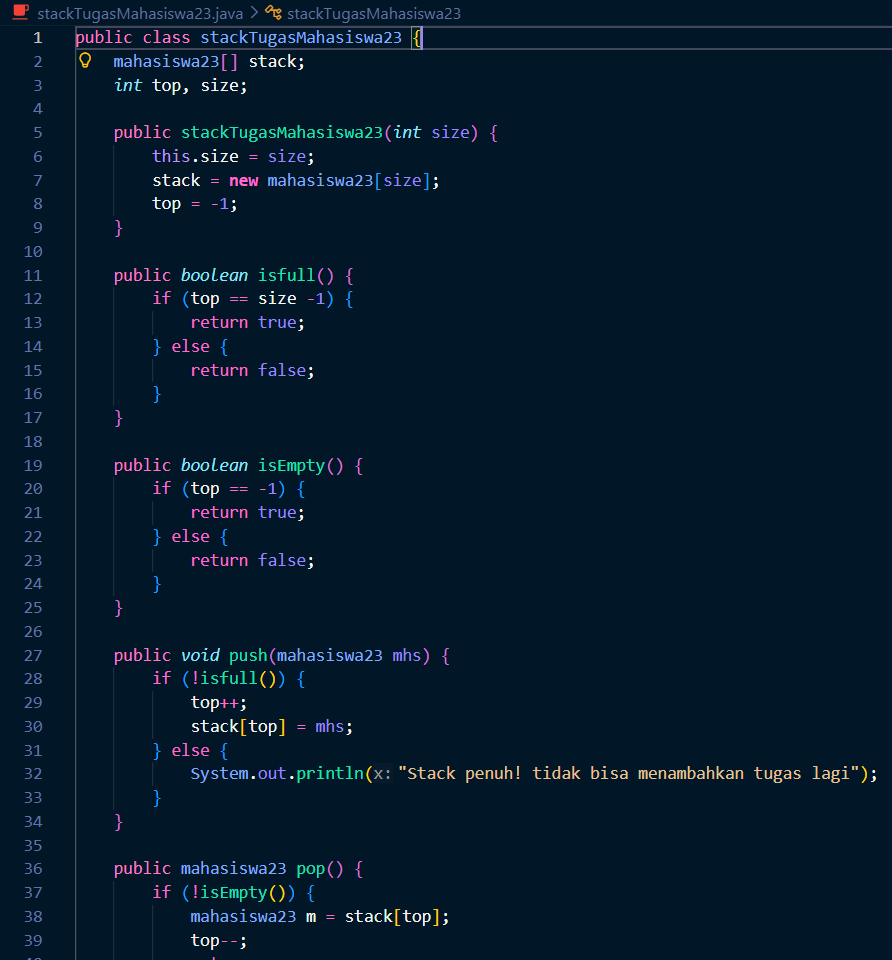 stackTugasMahasiswa23.java > stackTugasMahasiswa23
1 public class stackTugasMahasiswa23 {
2     mahasiswa23[] stack;
3     int top, size;
4
5     public stackTugasMahasiswa23(int size) {
6         this.size = size;
7         stack = new mahasiswa23[size];
8         top = -1;
9     }
10
11     public boolean isfull() {
12         if (top == size -1) {
13             return true;
14         } else {
15             return false;
16         }
17     }
18
19     public boolean isEmpty() {
20         if (top == -1) {
21             return true;
22         } else {
23             return false;
24         }
25     }
26
27     public void push(mahasiswa23 mhs) {
28         if (!isfull()) {
29             top++;
30             stack[top] = mhs;
31         } else {
32             System.out.println(x: "Stack penuh! tidak bisa menambahkan tugas lagi");
33         }
34     }
35
36     public mahasiswa23 pop() {
37         if (!isEmpty()) {
38             mahasiswa23 m = stack[top];
39             top--;